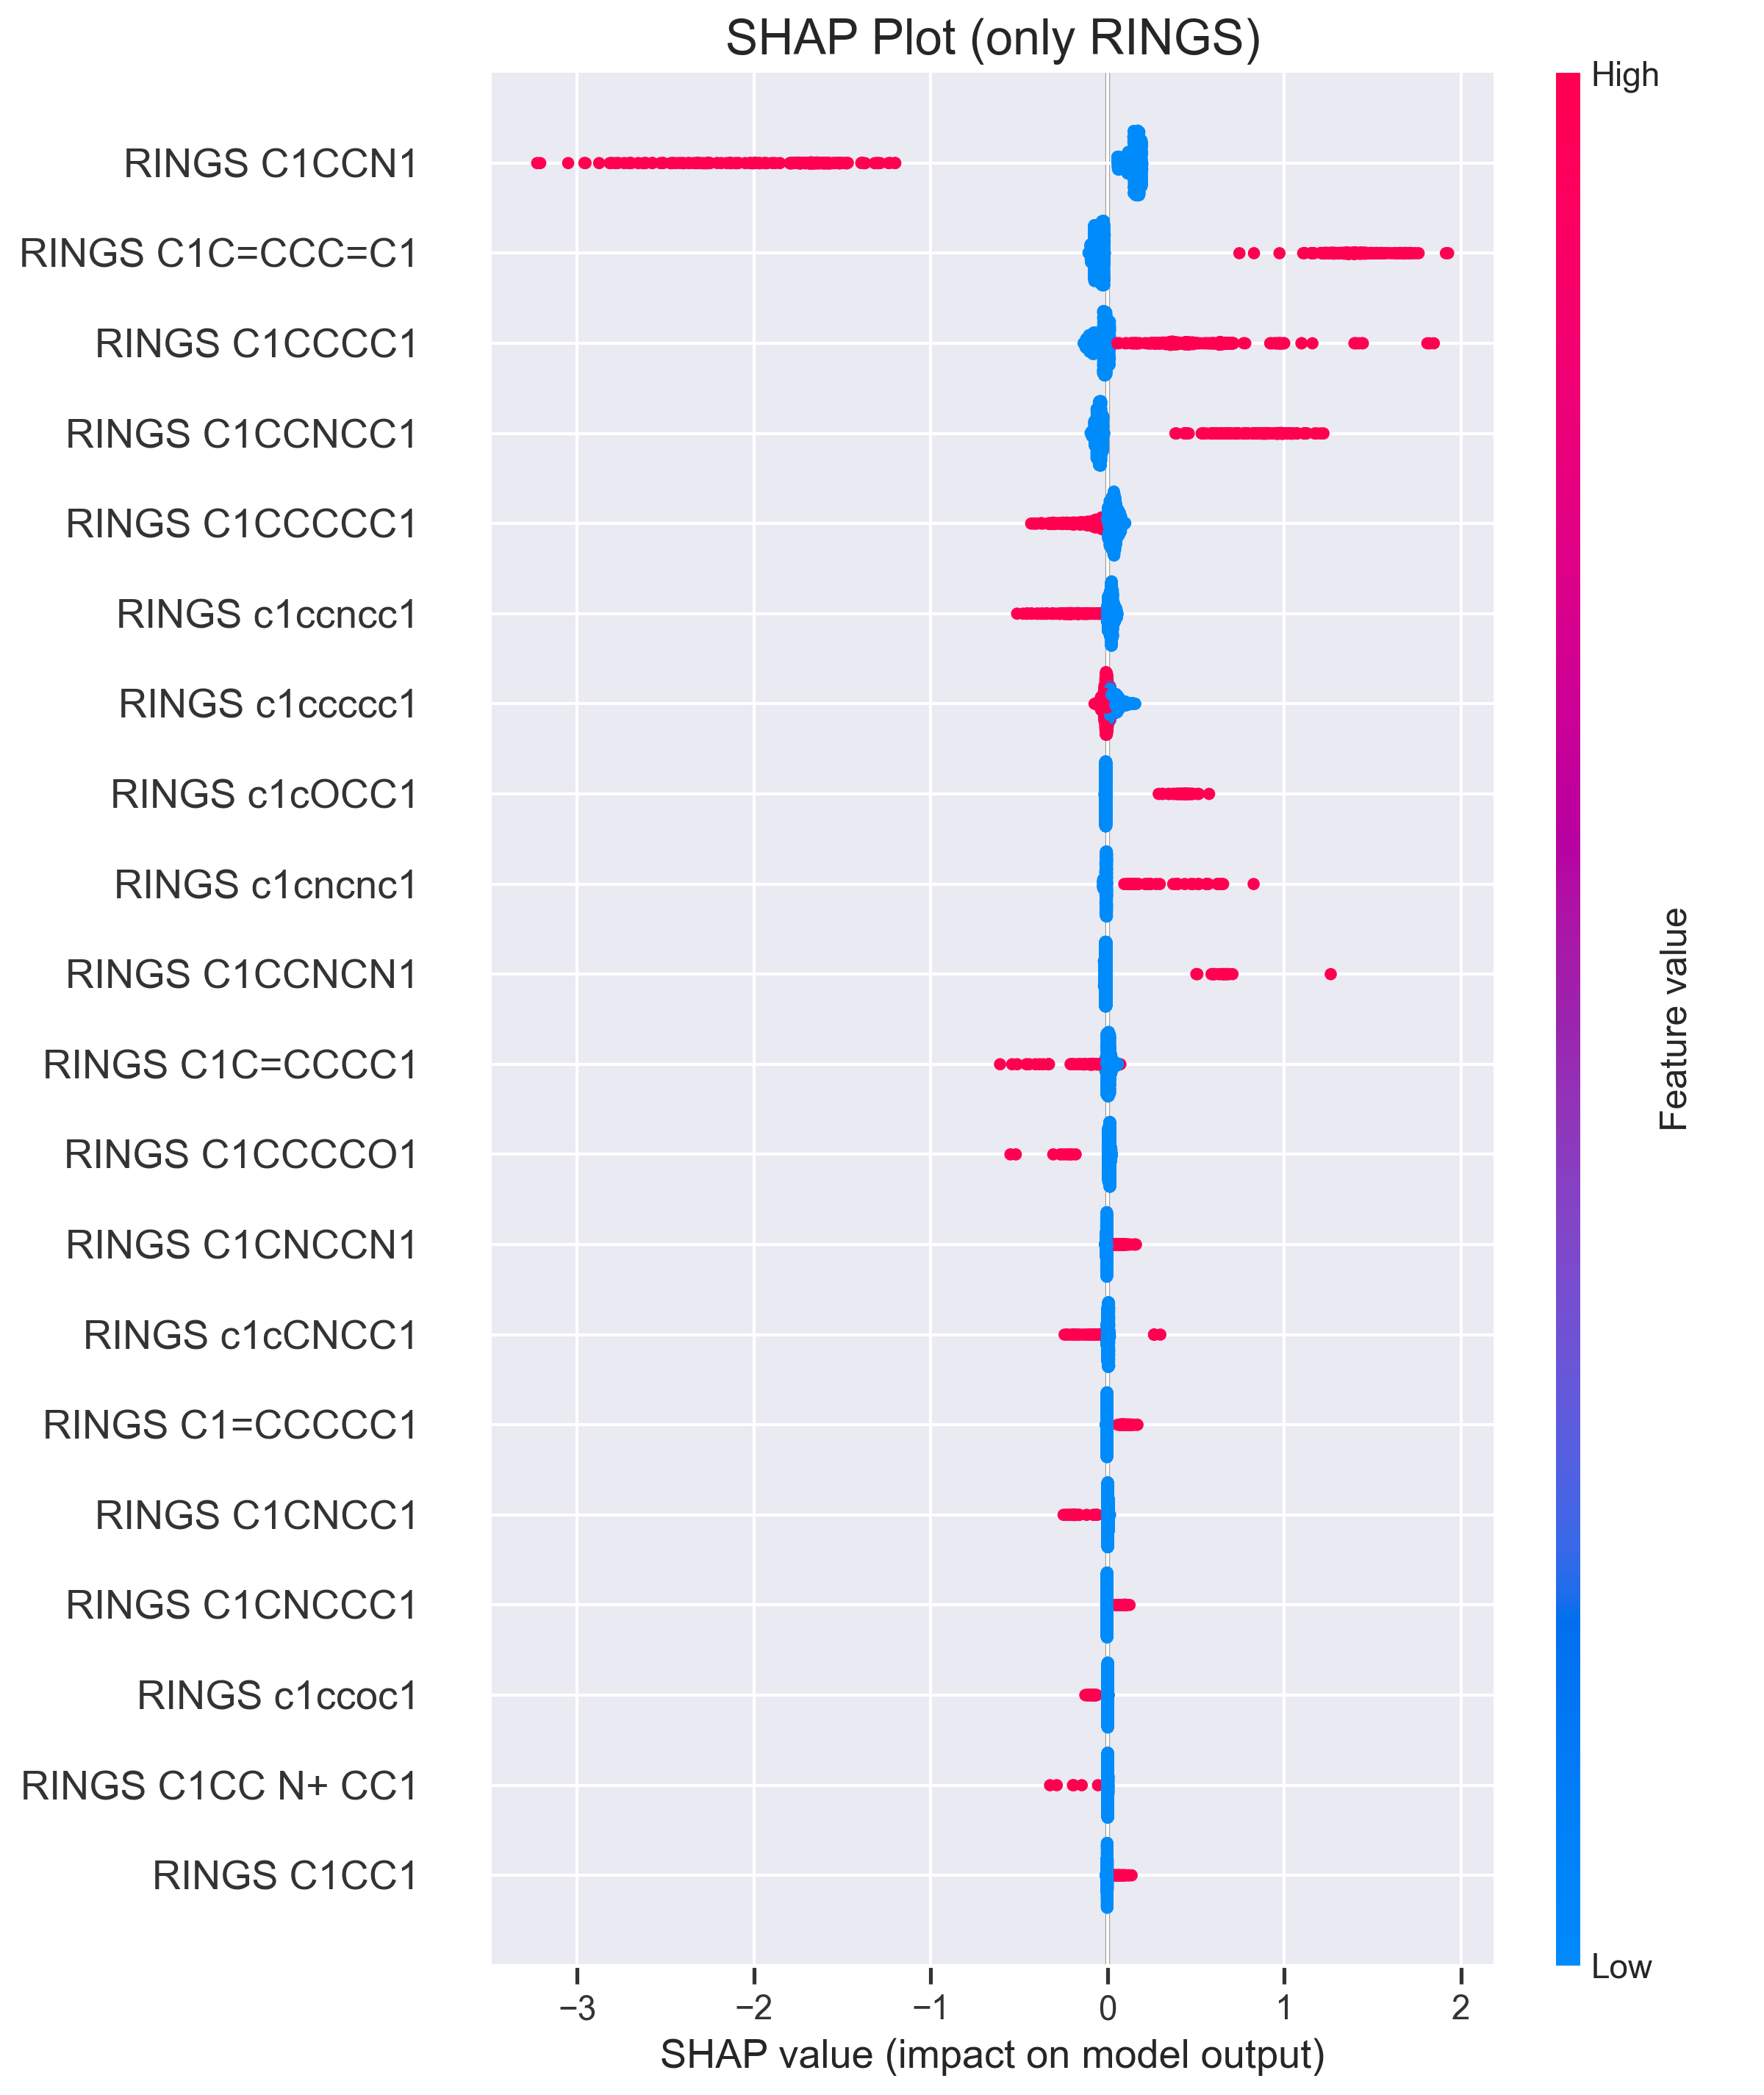 SHAP Plot (only RINGS)
High
RINGS C1CCN1
RINGS C1C=CCC=C1
RINGS C1CCCC1
RINGS C1CCNCC1
RINGS C1CCCCC1
RINGS c1ccncc1
RINGS c1ccccc1
RINGS c1cOCC1
RINGS c1cncnc1
RINGS C1CCNCN1
RINGS C1C=CCCC1
RINGS C1CCCCO1
RINGS C1CNCCN1
RINGS c1cCNCC1
RINGS C1=CCCCC1
RINGS C1CNCC1
RINGS C1CNCCC1
RINGS c1ccoc1
RINGS C1CC N+ CC1
RINGS C1CC1
Feature value
Low
−3
−2
−1
0
1
2
SHAP value (impact on model output)